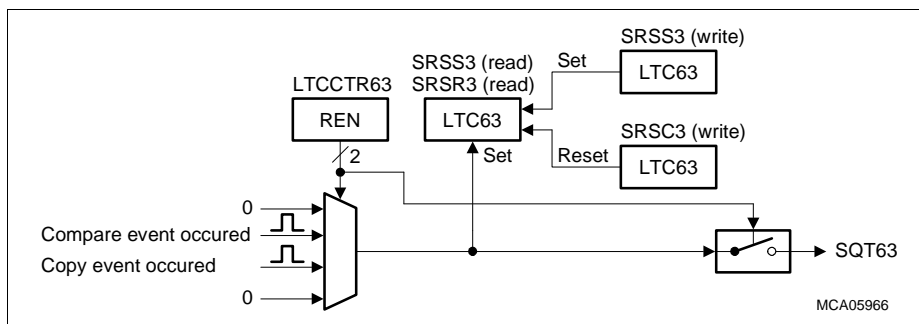 SRSS3 (write)
SRSS3 (read)
Set
LTC63
SRSR3 (read)
LTCCTR63
REN
LTC63
SRSC3 (write)
2
Set
Reset
LTC63
0
Compare event occured
Copy event occured
SQT63
0
MCA05966